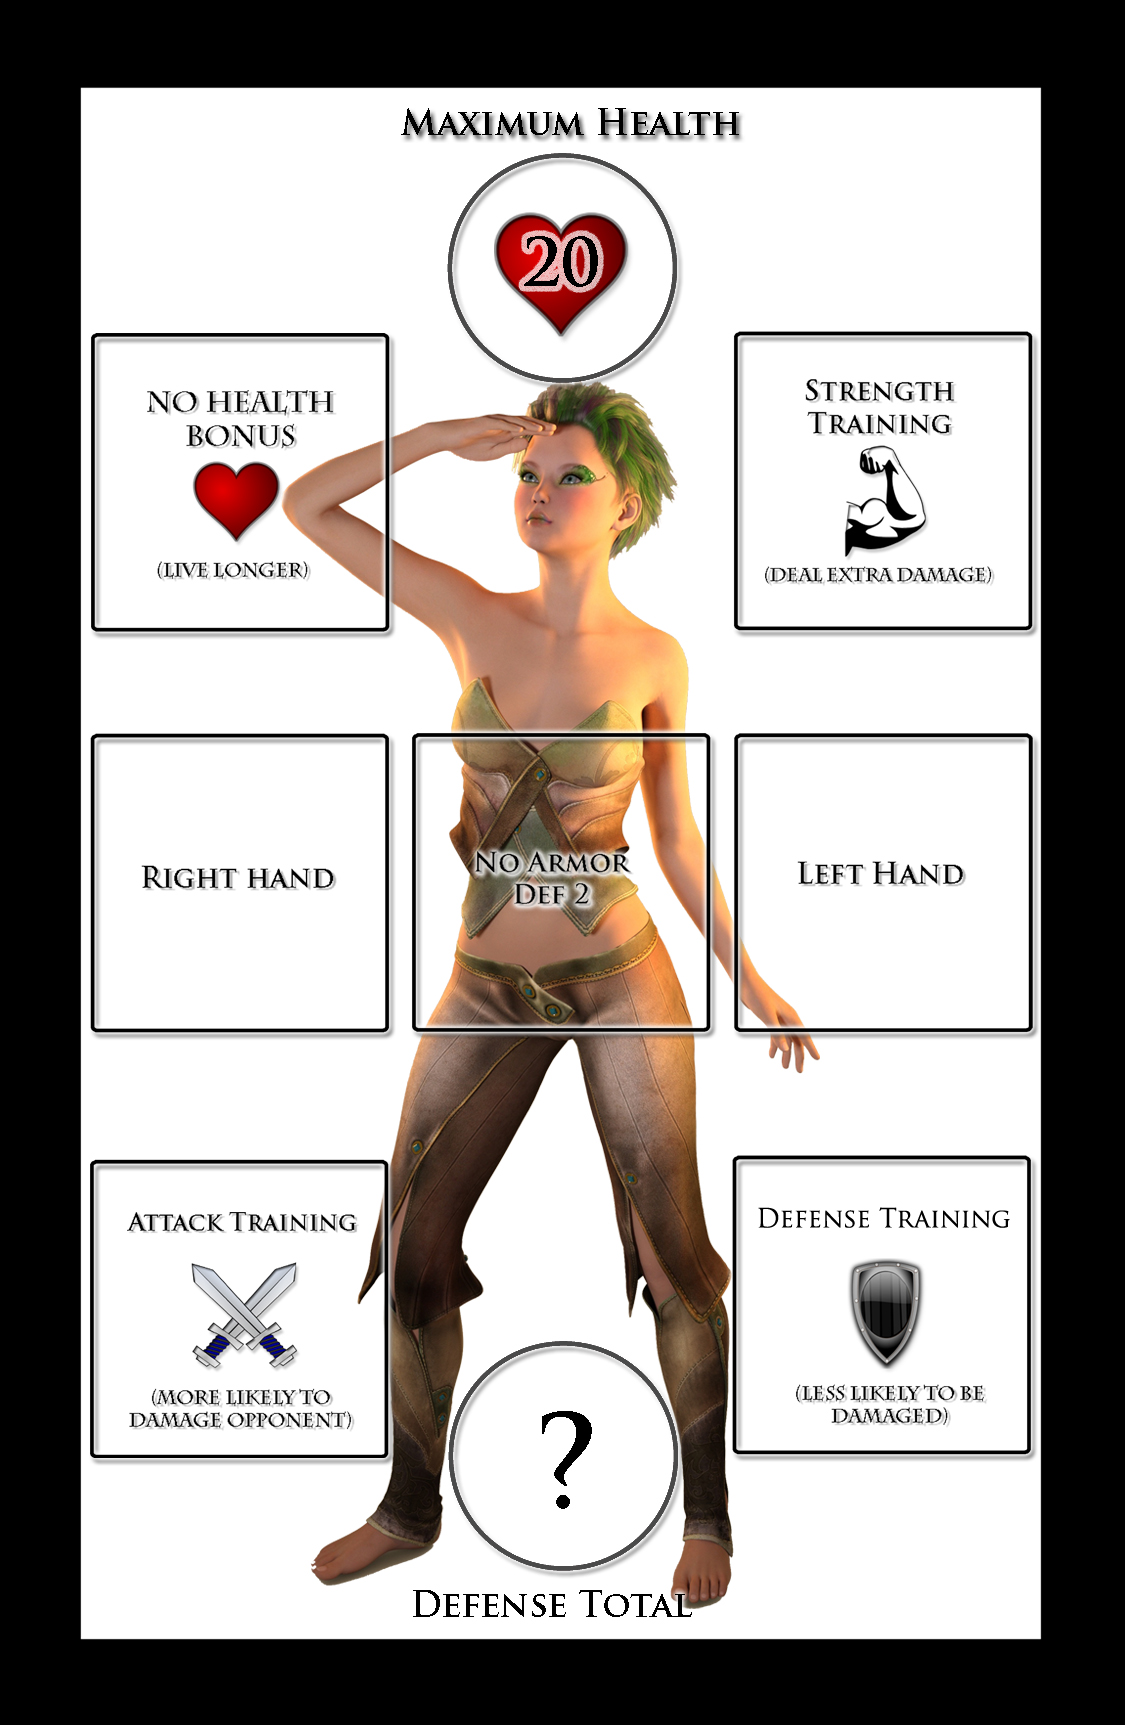 Maximum Health
20
No Health
Bonus
(Live Longer)
Strength
Training
(Deal Extra Damage)
Right hand
No Armor
Def 2
Left Hand
Attack Training
(More likely to
damage opponent)
Defense Training
(Less likely to be
damaged)
?
Defense Total